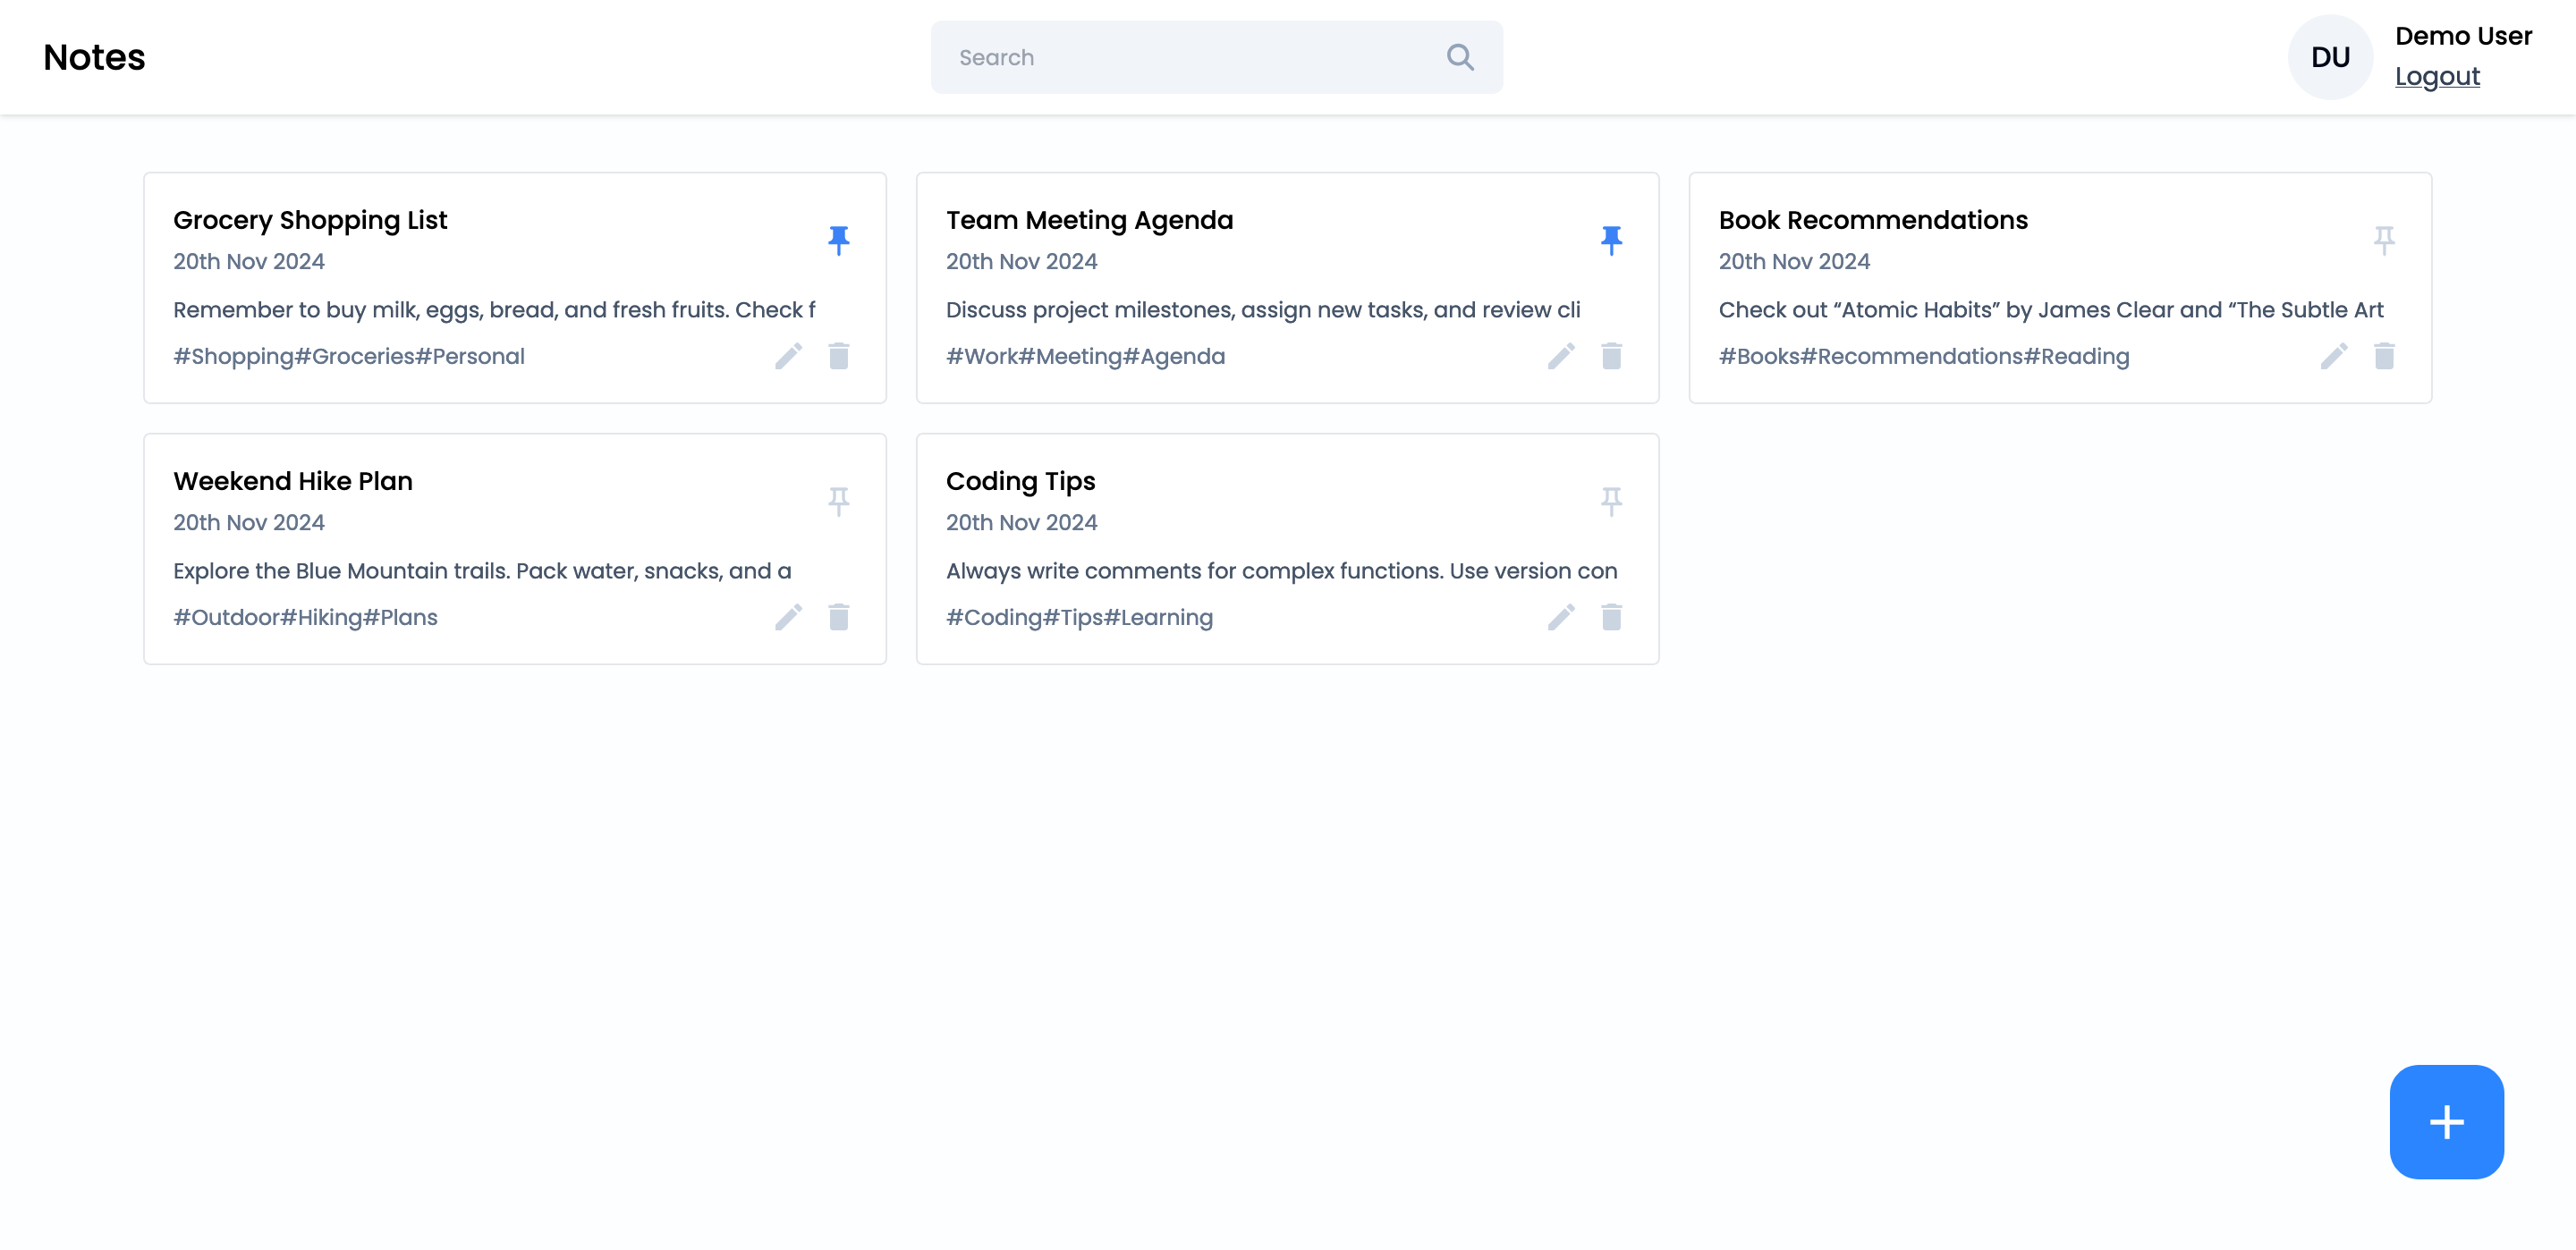 Notes
Search
DU
Demo User
Logout
Grocery Shopping List
20th Nov 2024
Remember to buy milk, eggs, bread, and fresh fruits. Check f
#Shopping#Groceries#Personal
Team Meeting Agenda
20th Nov 2024
Discuss project milestones, assign new tasks, and review cli
#Work#Meeting#Agenda
Book Recommendations
20th Nov 2024
Check out “Atomic Habits” by James Clear and “The Subtle Art
#Books#Recommendations#Reading
Weekend Hike Plan
20th Nov 2024
Explore the Blue Mountain trails. Pack water, snacks, and a
#Outdoor#Hiking#Plans
Coding Tips
20th Nov 2024
Always write comments for complex functions. Use version con
#Coding#Tips#Learning